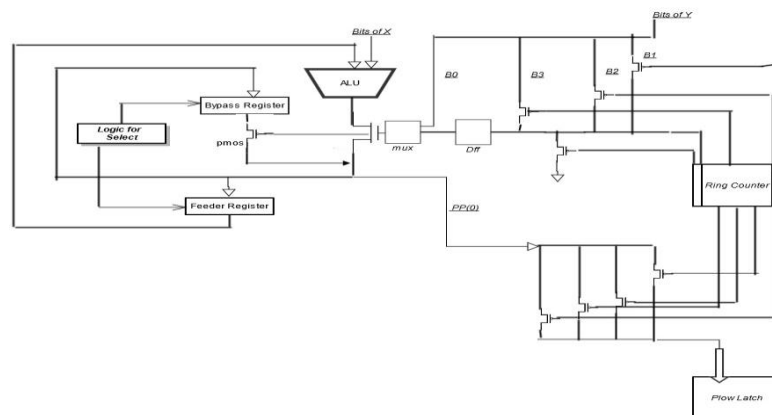 Bits of X
Bits of Y
ALU
B0
B3
B2
B1
Bypass Register
Logic for
Select
pmos
mux
Dff
Ring Counter
Feeder Register
PP(0)
Plow Latch